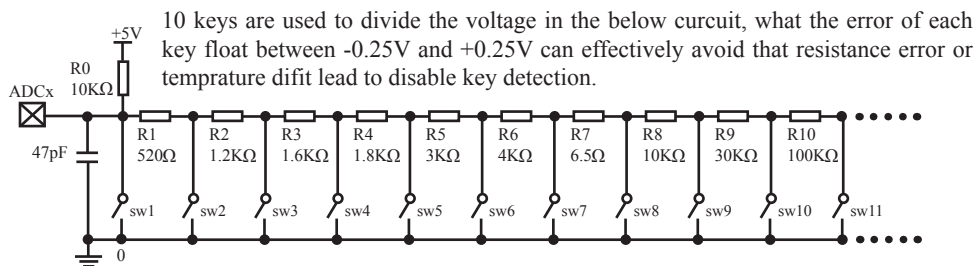 10 keys are used to divide the voltage in the below curcuit, what the error of each
key float between -0.25V and +0.25V can effectively avoid that resistance error or
temprature difit lead to disable key detection.
+5V
R0
10KΩ
ADCx
47pF
R1 R2 R3 R4 R5 R6 R7 R8 R9 R10
520Ω 1.2KΩ 1.6KΩ 1.8KΩ 3KΩ 4KΩ 6.5Ω 10KΩ 30KΩ 100KΩ
sw1 sw2 sw3 sw4 sw5 sw6 sw7 sw8 sw9 sw10 sw11
0